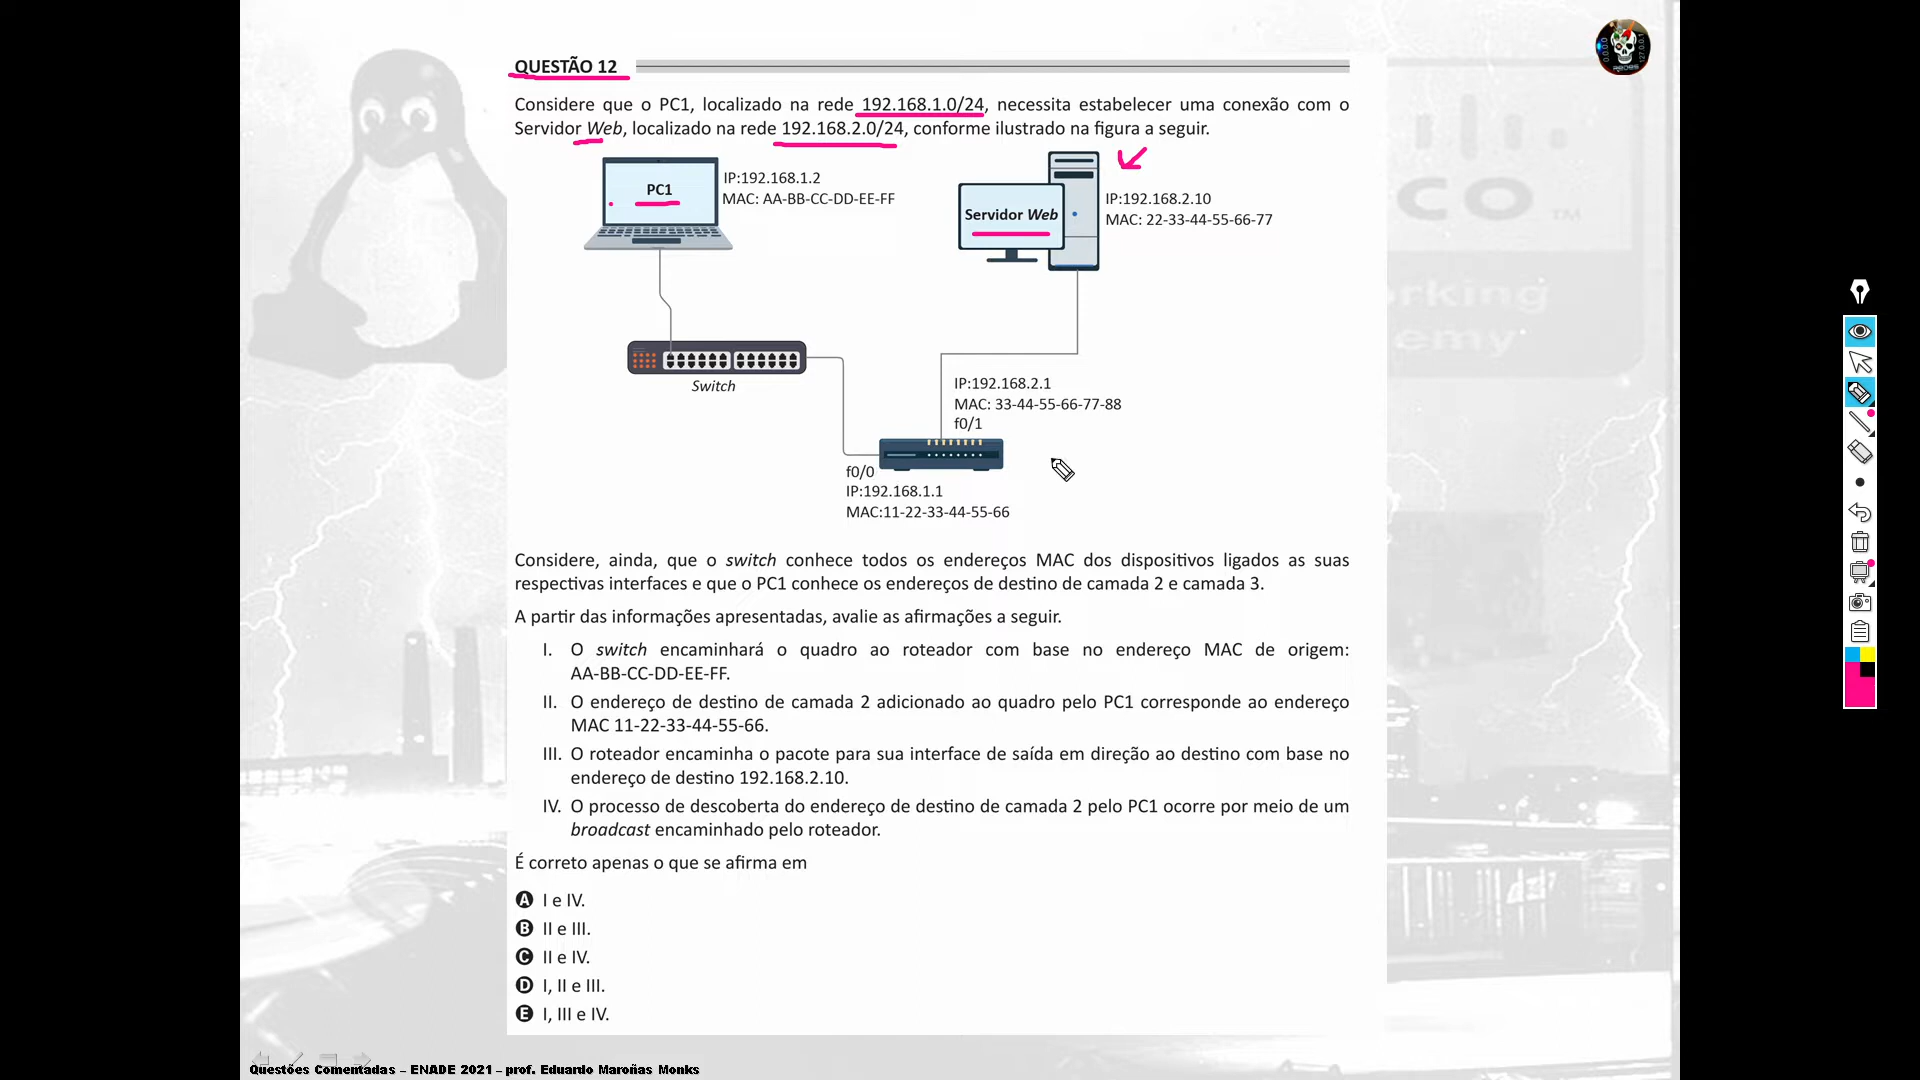 QUESTÃO 12
Considere que o PC1, localizado na rede 192.168.1.0/24, necessita estabelecer uma conexão com o
Servidor Web, localizado na rede 192.168.2.0/24, conforme ilustrado na figura a seguir.
PC1
IP:192.168.1.2
MAC: AA-BB-CC-DD-EE-FF
Servidor Web
IP:192.168.2.10
MAC: 22-33-44-55-66-77
Switch
IP:192.168.2.1
MAC: 33-44-55-66-77-88
f0/1
f0/0
IP:192.168.1.1
MAC:11-22-33-44-55-66
Considere, ainda, que o switch conhece todos os endereços MAC dos dispositivos ligados as suas
respectivas interfaces e que o PC1 conhece os endereços de destino de camada 2 e camada 3.
A partir das informações apresentadas, avalie as afirmações a seguir.
I. O switch encaminhará o quadro ao roteador com base no endereço MAC de origem:
AA-BB-CC-DD-EE-FF.
II. O endereço de destino de camada 2 adicionado ao quadro pelo PC1 corresponde ao endereço
MAC 11-22-33-44-55-66.
III. O roteador encaminha o pacote para sua interface de saída em direção ao destino com base no
endereço de destino 192.168.2.10.
IV. O processo de descoberta do endereço de destino de camada 2 pelo PC1 ocorre por meio de um
broadcast encaminhado pelo roteador.
É correto apenas o que se afirma em
A I e IV.
B II e III.
C II e IV.
D I, II e III.
E I, III e IV.
CO TM
rking
emy
REDES
Questões Comentadas – ENADE 2021 – prof. Eduardo Maroñas Monks